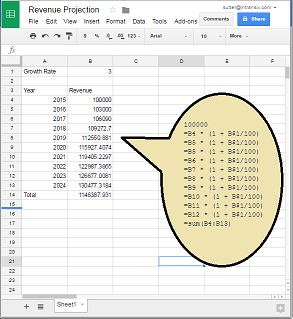 Revenue Projection
File Edit View Insert Format Data Tools Add-ons
Comments
Share
$ % .0 .00 123 Arial 10 More
fx
A B C D E F
1 Growth Rate 3
2
3 Year Revenue
4 2015 100000
5 2016 103000
6 2017 106090
7 2018 109272.7
8 2019 112550.881
9 2020 115927.4074
10 2021 119405.2297
11 2022 122987.3865
12 2023 126677.0081
13 2024 130477.3184
14 Total 1146387.931
15
16
17
18
19
20
21
22
23
24
100000
=B4 * (1 + B$1/100)
=B5 * (1 + B$1/100)
=B6 * (1 + B$1/100)
=B7 * (1 + B$1/100)
=B8 * (1 + B$1/100)
=B9 * (1 + B$1/100)
=B10 * (1 + B$1/100)
=B11 * (1 + B$1/100)
=B12 * (1 + B$1/100)
=sum(B4:B13)
Sheet1